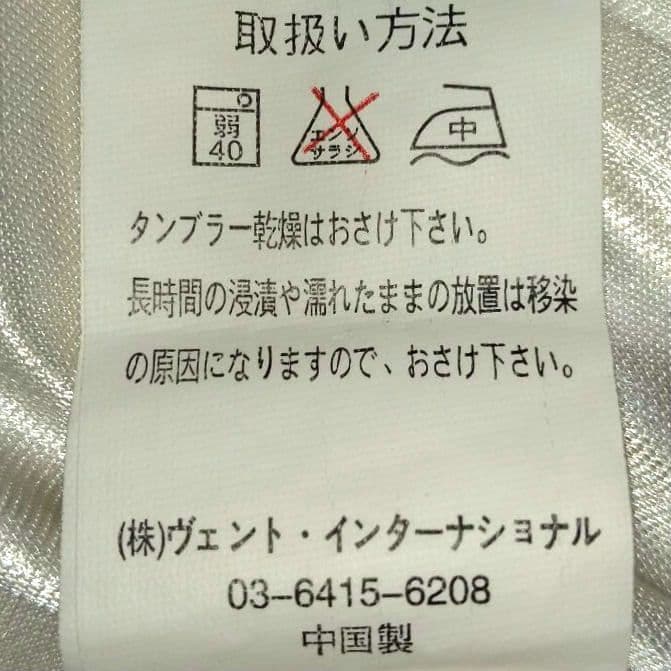 取扱い方法
弱 40 エンソサラシ 中
タンブラー乾燥はおさけ下さい。
長時間の浸漬や濡れたままの放置は移染
の原因になりますので、おさけ下さい。
(株)ヴェント・インターナショナル
03-6415-6208
中国製